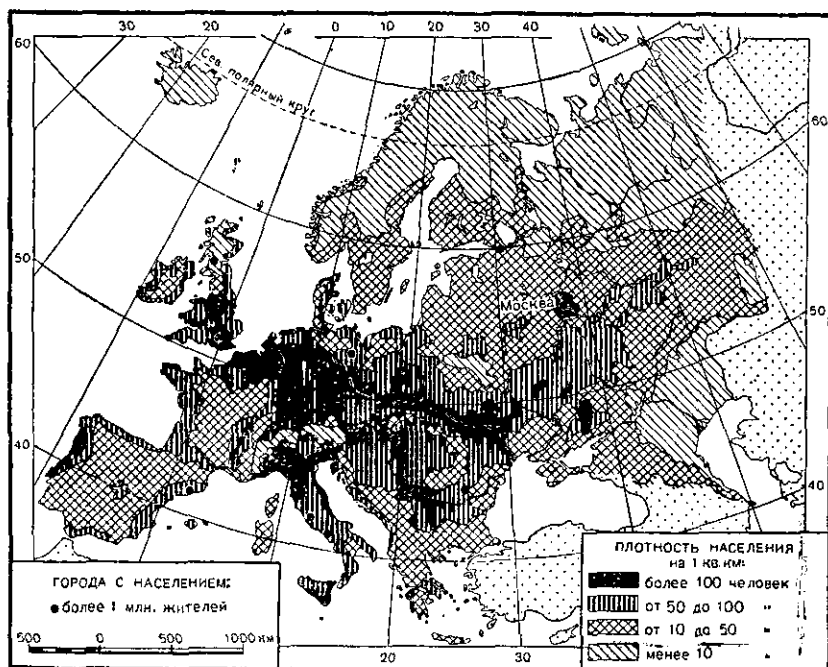 30 20 0 10 20 30 40
60
Сев. полярный круг
60
50
Москва
50
40
40
ГОРОДА С НАСЕЛЕНИЕМ:
более 1 млн. жителей
500 0 500 1000 км
ПЛОТНОСТЬ НАСЕЛЕНИЯ
на 1 кв.км:
более 100 человек
от 50 до 100 "
от 10 до 50 "
менее 10 "
10 0 10 20 30